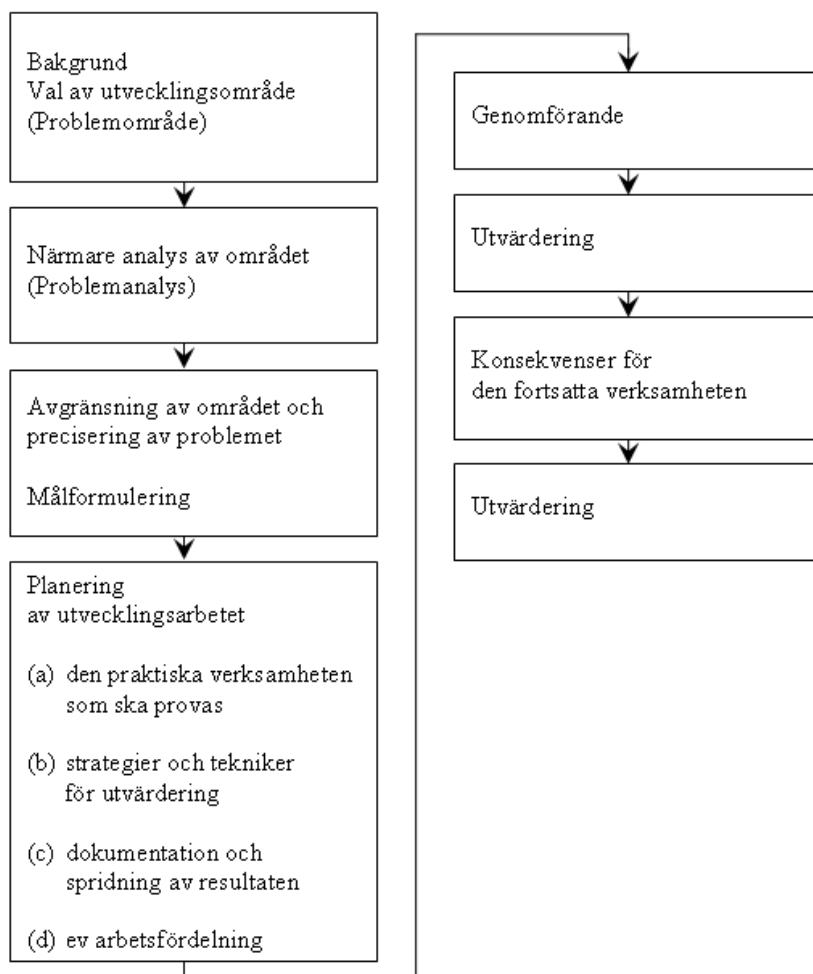 Bakgrund
Val av utvecklingsområde
(Problemområde)
Närmare analys av området
(Problemanalys)
Avgränsning av området och
precisering av problemet
Målformulering
Planering
av utvecklingsarbetet
(a) den praktiska verksamheten
som ska provas
(b) strategier och tekniker
för utvärdering
(c) dokumentation och
spridning av resultaten
(d) ev arbetsfördelning
Genomförande
Utvärdering
Konsekvenser för
den fortsatta verksamheten
Utvärdering